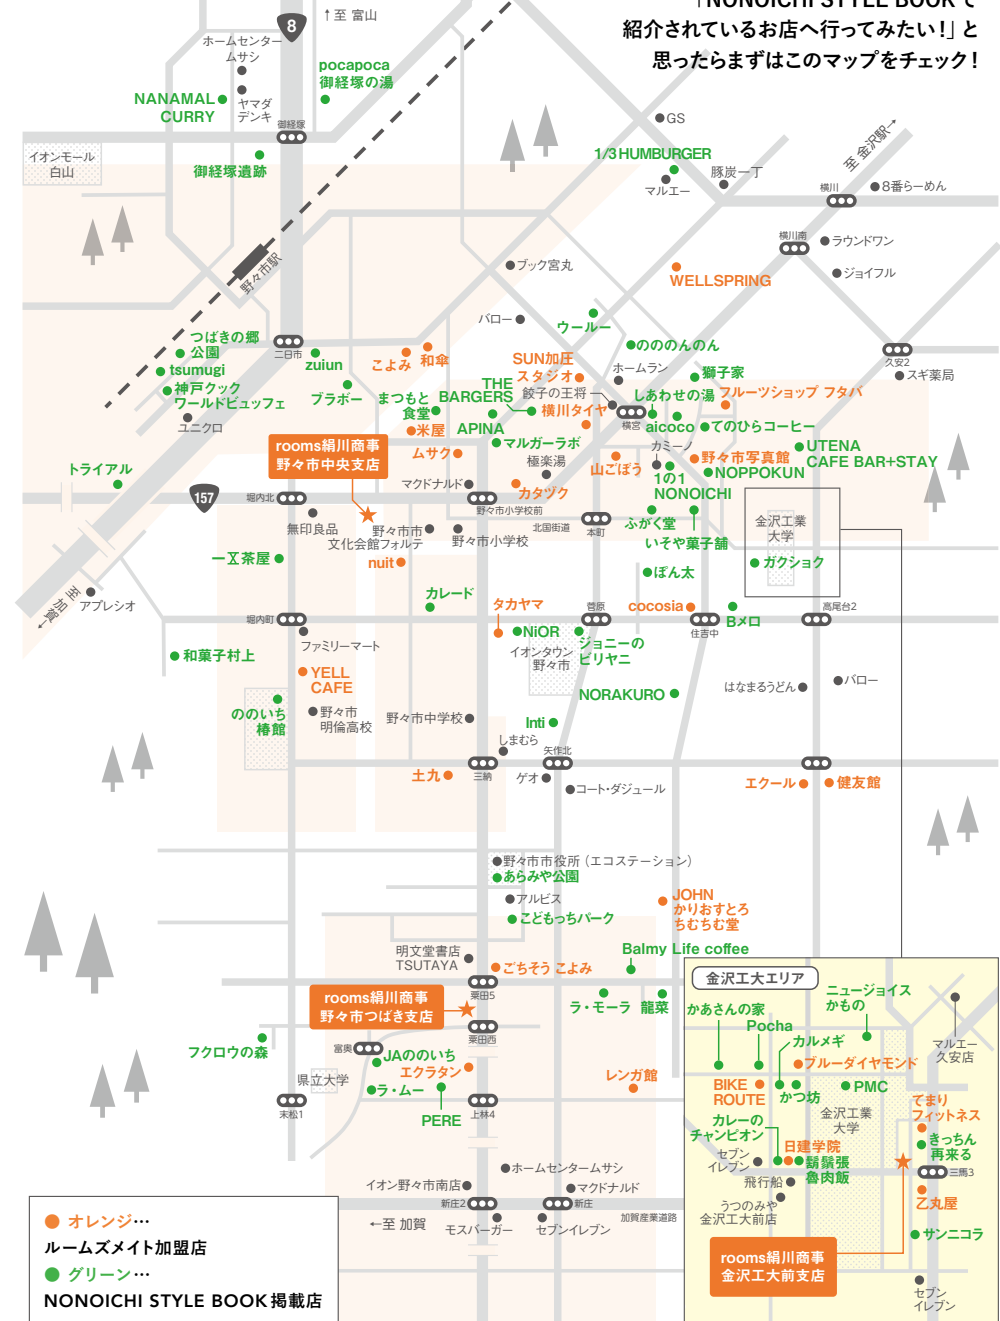 「NONOICHI STYLE BOOKで
紹介されているお店へ行ってみたい！」と
思ったらまずはこのマップをチェック！
↑至 富山
8
ホームセンター
ムサシ
ヤマダ
デンキ
pocapoca
御経塚の湯
NANAMAL
CURRY
御経塚
イオンモール
白山
御経塚遺跡
GS
1/3 HUMBURGER
マルエー
豚炭一丁
至 金沢駅→
横川
8番らーめん
横川南
ラウンドワン
ジョイフル
野々市駅
ブック宮丸
WELLSPRING
バロー
ウールー
つばきの郷
公園
二日市
zuiun
こよみ
和傘
のののんのん
久安2
スギ薬局
tsumugi
神戸クック
ワールドビュッフェ
ユニクロ
ブラボー
SUN加圧
スタジオ
ホームラン
獅子家
THE
BARGERS
餃子の王将
しあわせの湯
フルーツショップ フタバ
まつもと
食堂
横川タイヤ
横宮
aicoco
てのひらコーヒー
米屋
APINA
マルガーラボ
カミーノ
UTENA
CAFE BAR+STAY
rooms絹川商事
野々市中央支店
ムサク
極楽湯
山ごぼう
野々市写真館
NOPPOKUN
トライアル
マクドナルド
カタヅク
1の1
NONOICHI
157
堀内北
無印良品
野々市小学校前
北国街道
本町
ふがく堂
いそや菓子舗
金沢工業
大学
野々市市
文化会館フォルテ
野々市小学校
一〼茶屋
nuit
ぽん太
ガクショク
至
加
賀
↓
アプレシオ
カレード
タカヤマ
菅原
cocosia
Bメロ
高尾台2
堀内町
住吉中
ファミリーマート
NiOR
イオンタウン
野々市
ジョニーの
ビリヤニ
和菓子村上
YELL
CAFE
NORAKURO
はなまるうどん
バロー
ののいち
椿館
野々市
明倫高校
野々市中学校
Inti
しまむら
矢作北
土九
三納
ゲオ
コート・ダジュール
エクール
健友館
野々市市役所（エコステーション）
あらみや公園
アルビス
こどもっちパーク
JOHN
かりおすとろ
ちむちむ堂
明文堂書店
TSUTAYA
ごちそう こよみ
Balmy Life coffee
粟田5
rooms絹川商事
野々市つばき支店
ラ・モーラ
龍菜
粟田西
フクロウの森
富奥
JAののいち
エクラタン
県立大学
ラ・ムー
レンガ館
末松1
PERE
上林4
ホームセンタームサシ
イオン野々市南店
マクドナルド
新庄2
新庄
加賀産業道路
←至 加賀
モスバーガー
セブンイレブン
金沢工大エリア
かあさんの家
ニュージョイス
かもの
Pocha
カルメギ
マルエー
久安店
ブルーダイヤモンド
BIKE
ROUTE
かつ坊
PMC
金沢工業
大学
てまり
フィットネス
カレーの
チャンピオン
きっちん
再来る
日建学院
セブン
イレブン
鬍鬚張
魯肉飯
三馬3
飛行船
うつのみや
金沢工大前店
乙丸屋
サンニコラ
rooms絹川商事
金沢工大前支店
セブン
イレブン
オレンジ…
ルームズメイト加盟店
グリーン…
NONOICHI STYLE BOOK 掲載店